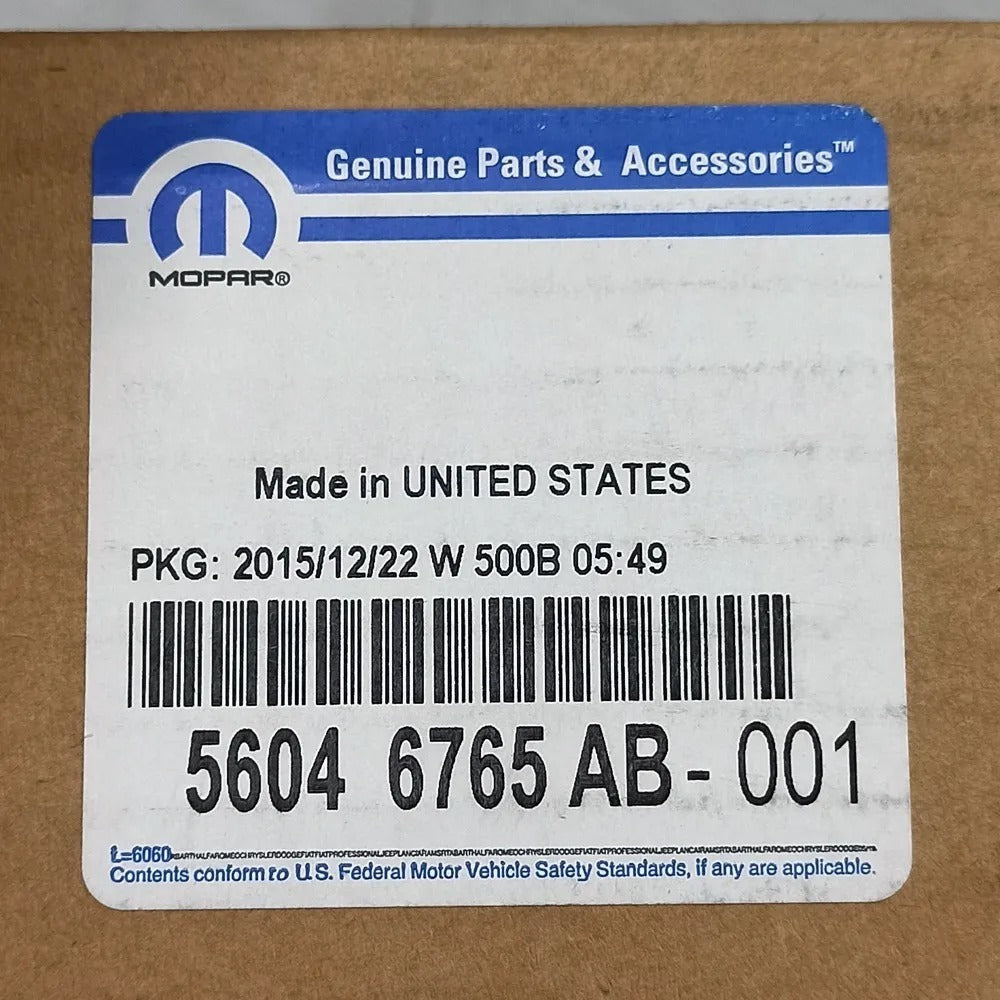 Genuine Parts & Accessories™
MOPAR®
Made in UNITED STATES
PKG: 2015/12/22 W 500B 05:49
5604 6765 AB - 001
L=6060
Contents conform to U.S. Federal Motor Vehicle Safety Standards, if any are applicable.